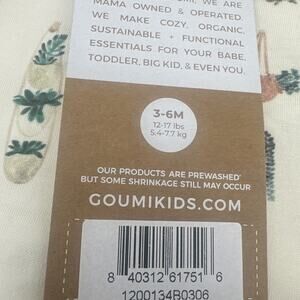 WE ARE
MAMA OWNED & OPERATED.
WE MAKE COZY, ORGANIC,
SUSTAINABLE + FUNCTIONAL
ESSENTIALS FOR YOUR BABE,
TODDLER, BIG KID, & EVEN YOU.
3-6M
12-17 lbs
5.4-7.7 kg
OUR PRODUCTS ARE PREWASHED
BUT SOME SHRINKAGE STILL MAY OCCUR
GOUMIKIDS.COM
8 40312 61751 6
1200134B0306